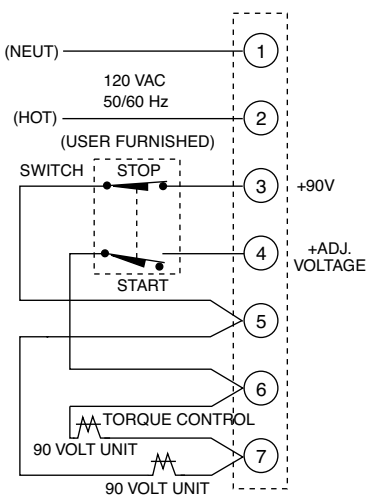 (NEUT)
1
120 VAC
50/60 Hz
(HOT)
2
(USER FURNISHED)
SWITCH
STOP
3
+90V
4
+ADJ.
VOLTAGE
START
5
6
TORQUE CONTROL
90 VOLT UNIT
7
90 VOLT UNIT